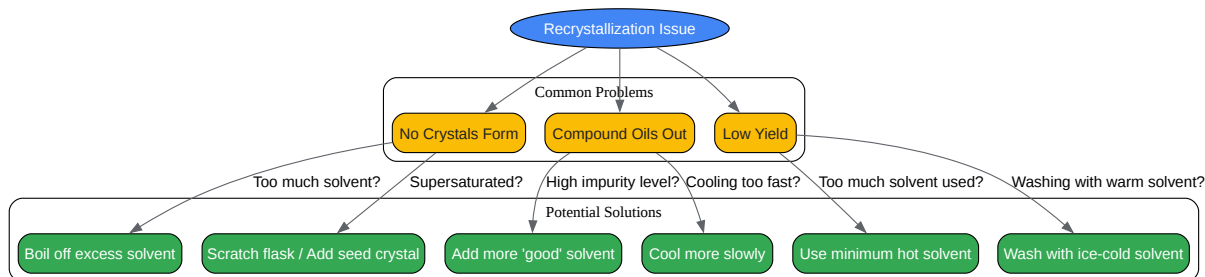 Recrystallization Issue
Common Problems
No Crystals Form
Compound Oils Out
Low Yield
Too much solvent?
Supersaturated?
High impurity level?
Cooling too fast?
Too much solvent used?
Washing with warm solvent?
Potential Solutions
Boil off excess solvent
Scratch flask / Add seed crystal
Add more 'good' solvent
Cool more slowly
Use minimum hot solvent
Wash with ice-cold solvent